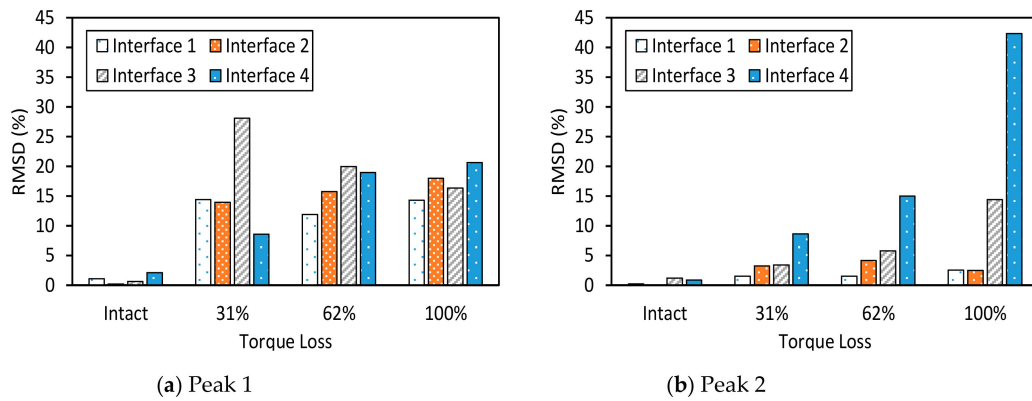 45
40
35
30
25
20
15
10
5
0
RMSD (%)
Interface 1
Interface 2
Interface 3
Interface 4
Intact
31%
62%
100%
Torque Loss
(a) Peak 1
45
40
35
30
25
20
15
10
5
0
RMSD (%)
Interface 1
Interface 2
Interface 3
Interface 4
Intact
31%
62%
100%
Torque Loss
(b) Peak 2